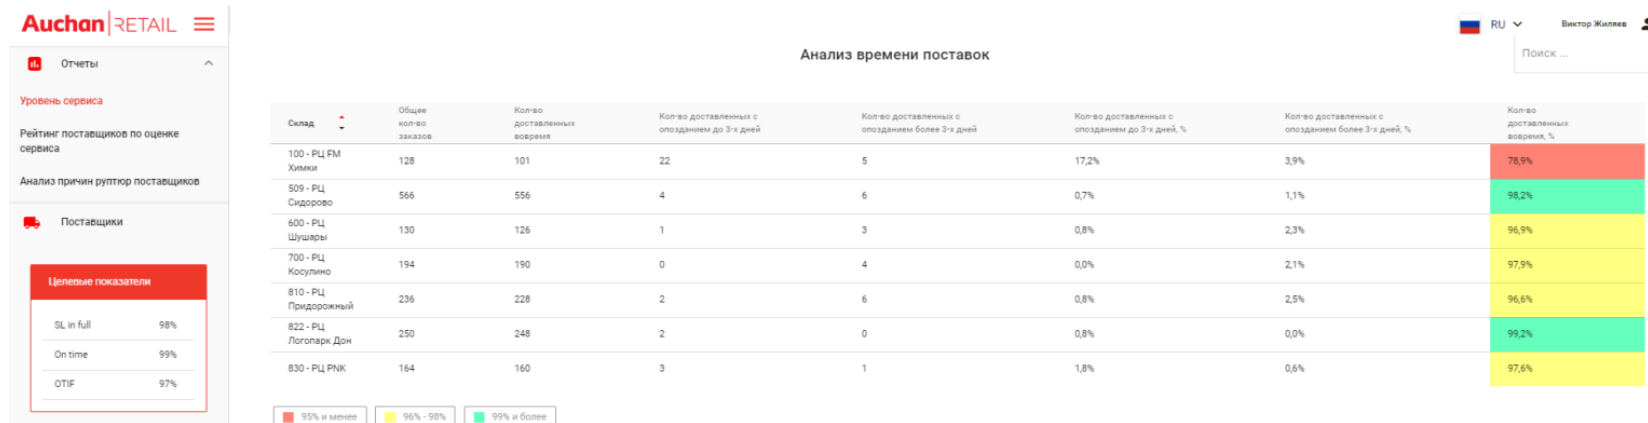 Auchan RETAIL
RU
Виктор Жиляев
Отчеты
Уровень сервиса
Рейтинг поставщиков по оценке
сервиса
Анализ причин руптюр поставщиков
Поставщики
Целевые показатели
SL in full 98%
On time 99%
OTIF 97%
Анализ времени поставок
Поиск ...
Склад
Общее
кол-во
заказов
Кол-во
доставленных
вовремя
Кол-во доставленных с
опозданием до 3-х дней
Кол-во доставленных с
опозданием более 3-х дней
Кол-во доставленных с
опозданием до 3-х дней, %
Кол-во доставленных с
опозданием более 3-х дней, %
Кол-во
доставленных
вовремя, %
100 - РЦ FM
Химки
128 101 22 5 17,2% 3,9% 78,9%
509 - РЦ
Сидорово
566 556 4 6 0,7% 1,1% 98,2%
600 - РЦ
Шушары
130 126 1 3 0,8% 2,3% 96,9%
700 - РЦ
Косулино
194 190 0 4 0,0% 2,1% 97,9%
810 - РЦ
Придорожный
236 228 2 6 0,8% 2,5% 96,6%
822 - РЦ
Логопарк Дон
250 248 2 0 0,8% 0,0% 99,2%
830 - РЦ PNK 164 160 3 1 1,8% 0,6% 97,6%
95% и менее
96% - 98%
99% и более